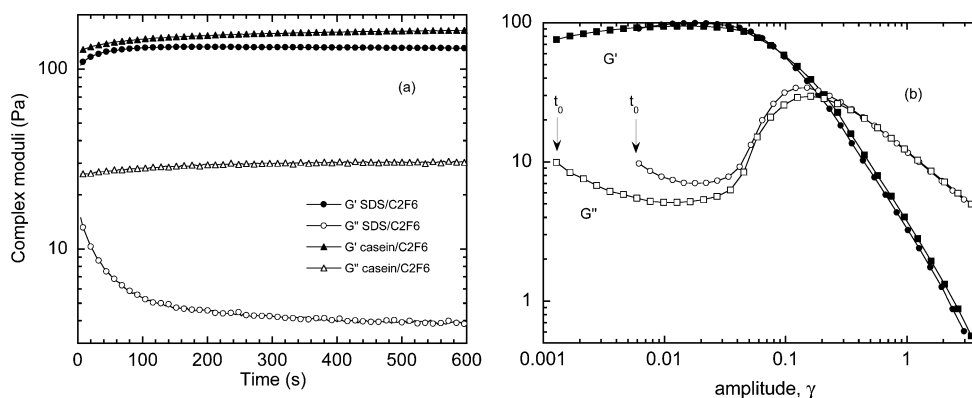 Complex moduli (Pa)
100
10
(a)
G' SDS/C2F6
G'' SDS/C2F6
G' casein/C2F6
G'' casein/C2F6
0 100 200 300 400 500 600
Time (s)
100
10
1
G'
(b)
t0
t0
G''
0.001 0.01 0.1 1
amplitude, γ